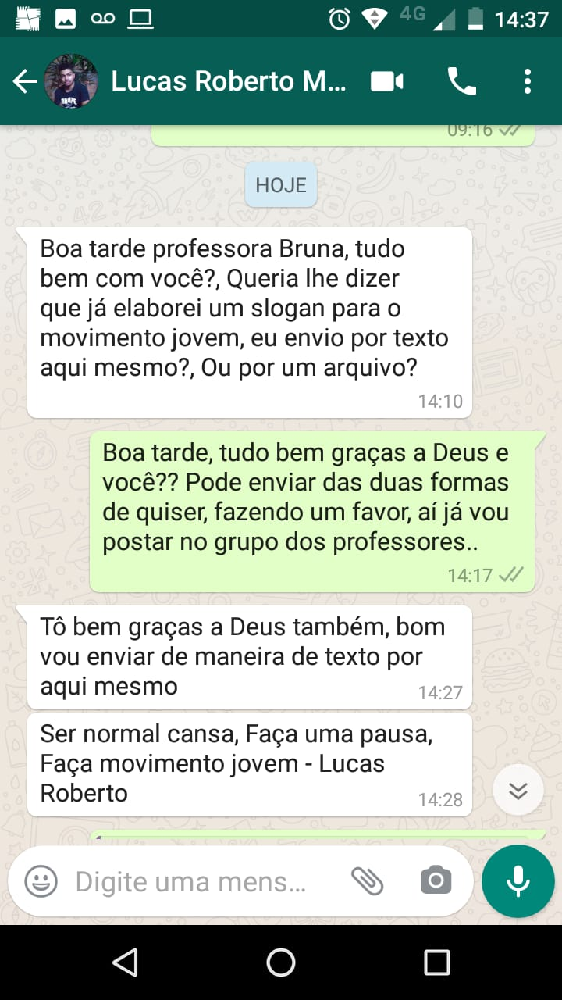 4G 14:37
Lucas Roberto M...
09:16
HOJE
Boa tarde professora Bruna, tudo
bem com você?, Queria lhe dizer
que já elaborei um slogan para o
movimento jovem, eu envio por texto
aqui mesmo?, Ou por um arquivo?
14:10
Boa tarde, tudo bem graças a Deus e
você?? Pode enviar das duas formas
de quiser, fazendo um favor, aí já vou
postar no grupo dos professores..
14:17
Tô bem graças a Deus também, bom
vou enviar de maneira de texto por
aqui mesmo
14:27
Ser normal cansa, Faça uma pausa,
Faça movimento jovem - Lucas
Roberto
14:28
Digite uma mens...